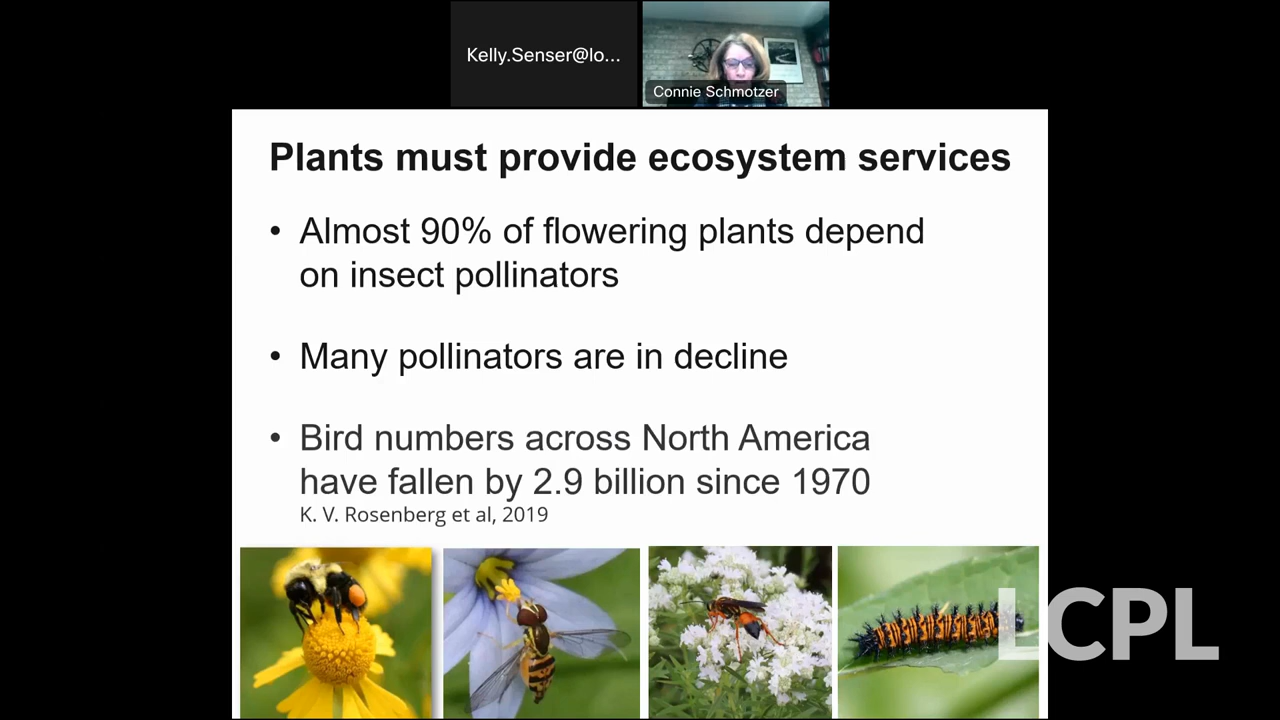 Kelly.Senser@lo...
Connie Schmotzer
Plants must provide ecosystem services
• Almost 90% of flowering plants depend
on insect pollinators
• Many pollinators are in decline
• Bird numbers across North America
have fallen by 2.9 billion since 1970
K. V. Rosenberg et al, 2019
LCPL